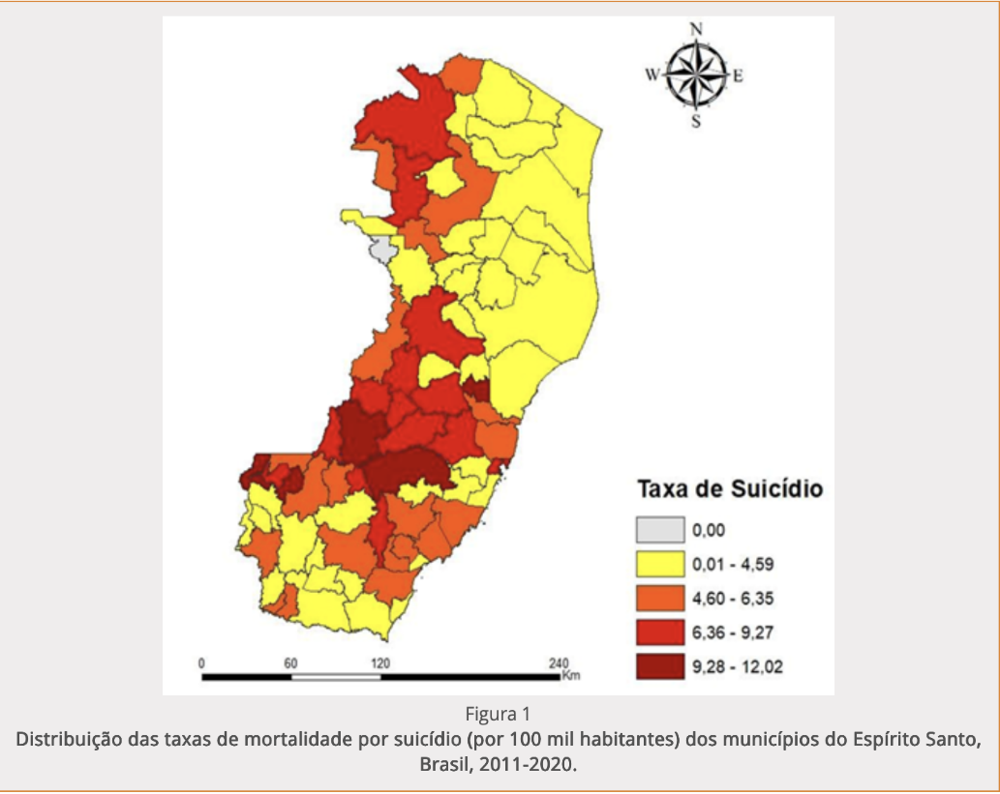 N
W E
S
Taxa de Suicídio
0,00
0,01 - 4,59
4,60 - 6,35
6,36 - 9,27
9,28 - 12,02
0 60 120 240
Km
Figura 1
Distribuição das taxas de mortalidade por suicídio (por 100 mil habitantes) dos municípios do Espírito Santo,
Brasil, 2011-2020.